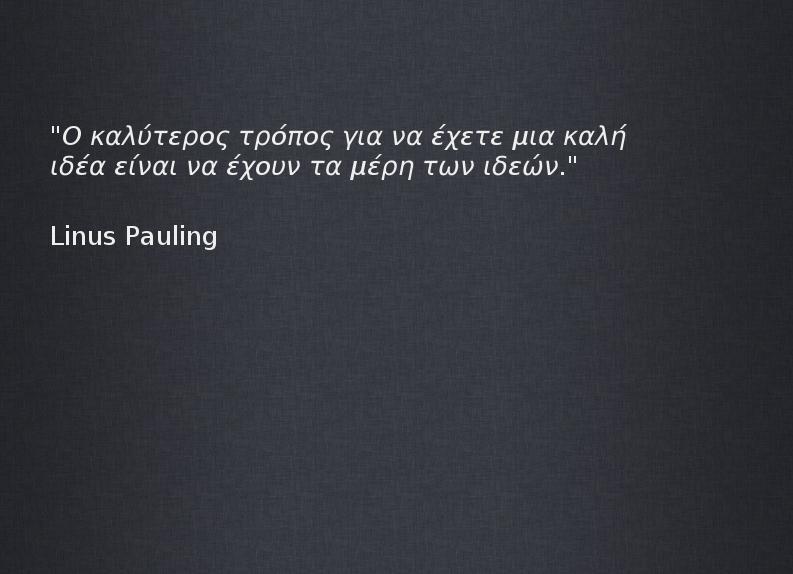 "Ο καλύτερος τρόπος για να έχετε μια καλή
ιδέα είναι να έχουν τα μέρη των ιδεών."
Linus Pauling